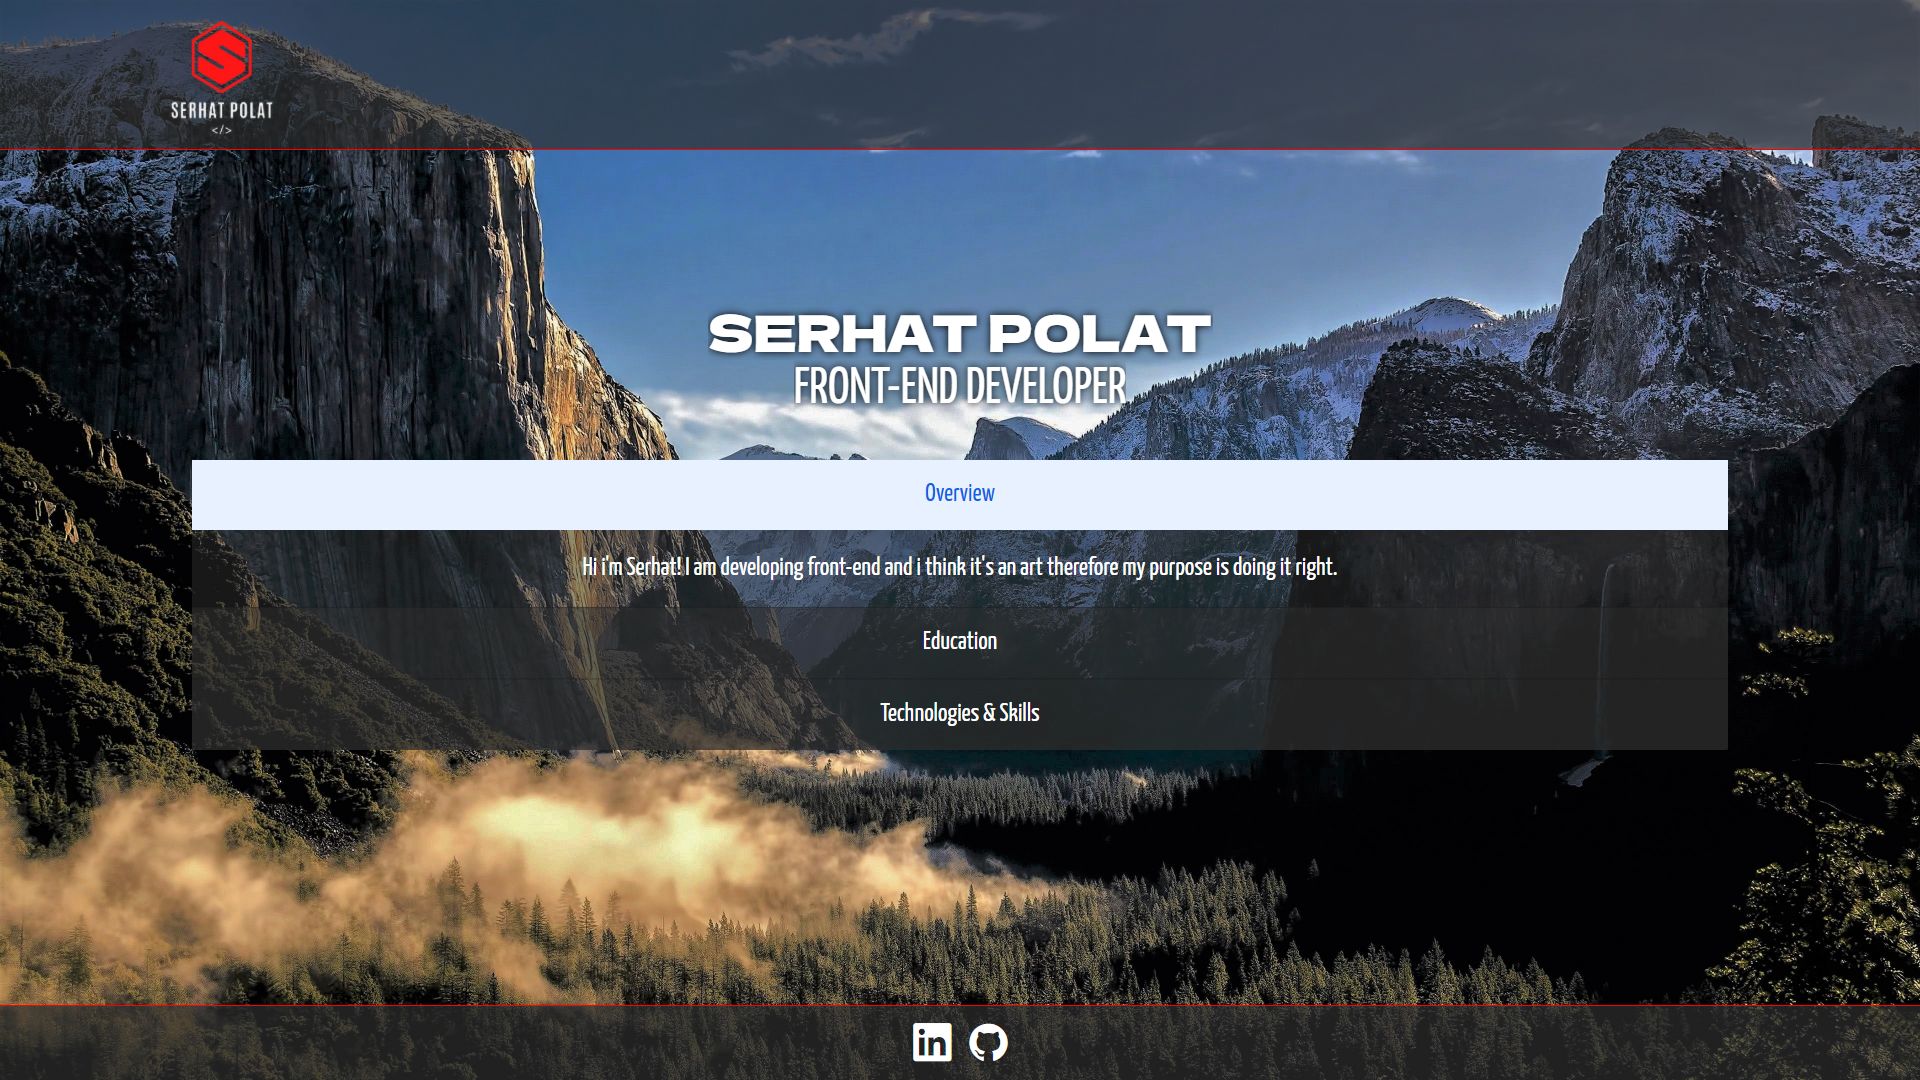 SERHAT POLAT
</>
SERHAT POLAT
FRONT-END DEVELOPER
Overview
Hi i'm Serhat! I am developing front-end and i think it's an art therefore my purpose is doing it right.
Education
Technologies & Skills
in